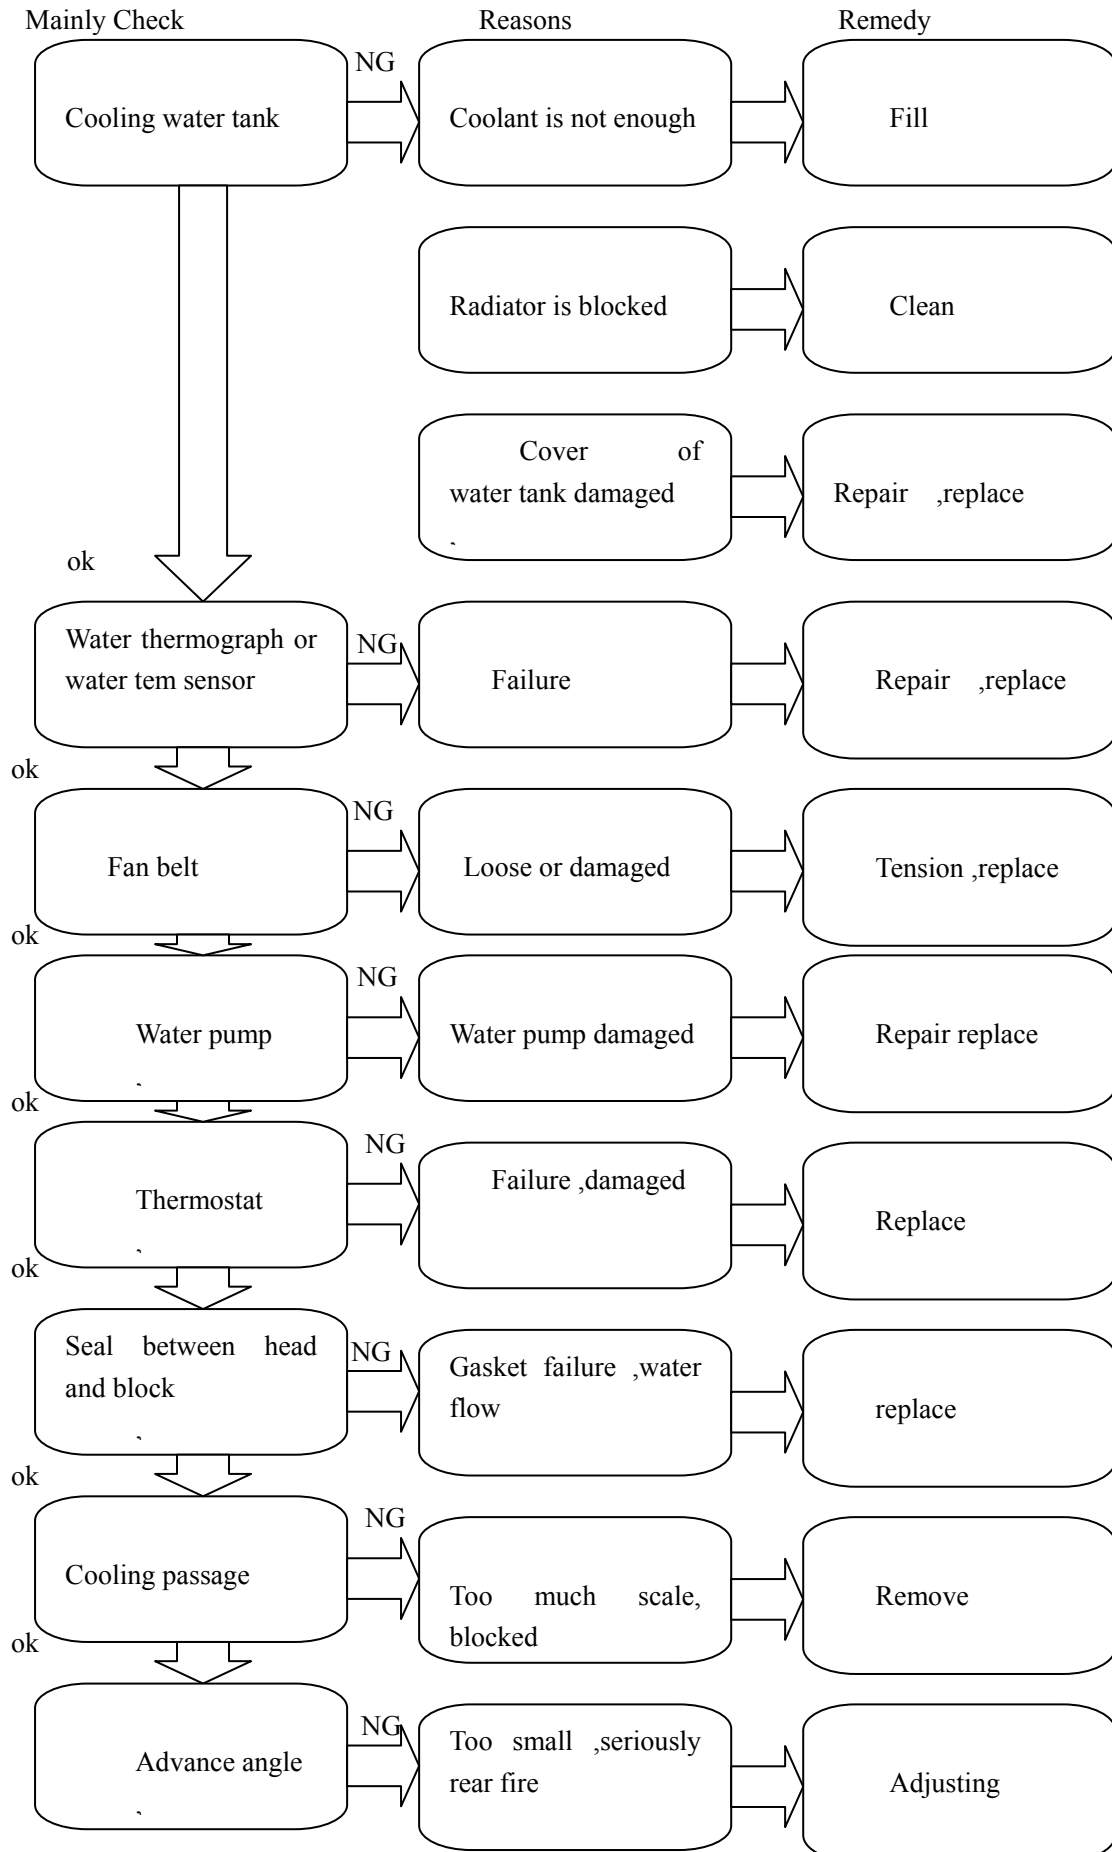 Mainly Check Reasons Remedy
NG
Cooling water tank Coolant is not enough Fill
Radiator is blocked Clean
Cover of
water tank damaged Repair ,replace
ok
Water thermograph or
water tem sensor
NG
Failure Repair ,replace
ok
NG
Fan belt Loose or damaged Tension ,replace
ok
NG
Water pump Water pump damaged Repair replace
ok
NG
Thermostat Failure ,damaged Replace
ok
Seal between head
and block
NG
Gasket failure ,water
flow
replace
ok
NG
Cooling passage Too much scale,
blocked
Remove
ok
NG
Advance angle Too small ,seriously
rear fire
Adjusting